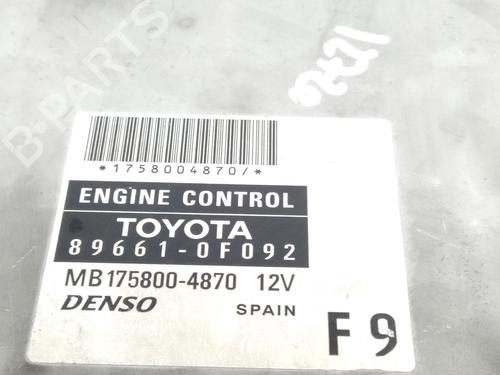 B-PARTS
*1758004870/*
ENGINE CONTROL
TOYOTA
89661-0F092
MB175800-4870 12V
DENSO SPAIN
F9